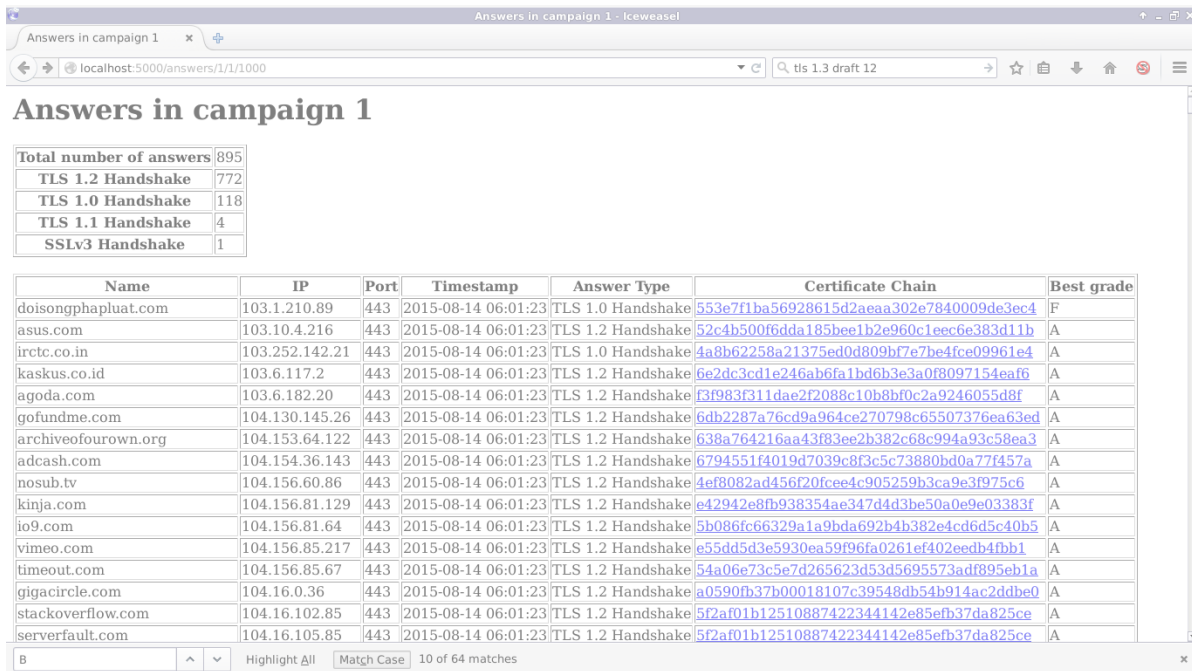 Answers in campaign 1 - Iceweasel
Answers in campaign 1
localhost:5000/answers/1/1/1000 tls 1.3 draft 12
Answers in campaign 1
Total number of answers 895
TLS 1.2 Handshake 772
TLS 1.0 Handshake 118
TLS 1.1 Handshake 4
SSLv3 Handshake 1
Name IP Port Timestamp Answer Type Certificate Chain Best grade
doisongphapluat.com 103.1.210.89 443 2015-08-14 06:01:23 TLS 1.0 Handshake 553e7f1ba56928615d2aeaa302e7840009de3ec4 F
asus.com 103.10.4.216 443 2015-08-14 06:01:23 TLS 1.2 Handshake 52c4b500f6dda185bee1b2e960c1eec6e383d11b A
irctc.co.in 103.252.142.21 443 2015-08-14 06:01:23 TLS 1.0 Handshake 4a8b62258a21375ed0d809bf7e7be4fce09961e4 A
kaskus.co.id 103.6.117.2 443 2015-08-14 06:01:23 TLS 1.2 Handshake 6e2dc3cd1e246ab6fa1bd6b3e3a0f8097154eaf6 A
agoda.com 103.6.182.20 443 2015-08-14 06:01:23 TLS 1.2 Handshake f3f983f311dae2f2088c10b8bf0c2a9246055d8f A
gofundme.com 104.130.145.26 443 2015-08-14 06:01:23 TLS 1.2 Handshake 6db2287a76cd9a964ce270798c65507376ea63ed A
archiveofourown.org 104.153.64.122 443 2015-08-14 06:01:23 TLS 1.2 Handshake 638a764216aa43f83ee2b382c68c994a93c58ea3 A
adcash.com 104.154.36.143 443 2015-08-14 06:01:23 TLS 1.2 Handshake 6794551f4019d7039c8f3c5c73880bd0a77f457a A
nosub.tv 104.156.60.86 443 2015-08-14 06:01:23 TLS 1.2 Handshake 4ef8082ad456f20fcee4c905259b3ca9e3f975c6 A
kinja.com 104.156.81.129 443 2015-08-14 06:01:23 TLS 1.2 Handshake e42942e8fb938354ae347d4d3be50a0e9e03383f A
io9.com 104.156.81.64 443 2015-08-14 06:01:23 TLS 1.2 Handshake 5b086fc66329a1a9bda692b4b382e4cd6d5c40b5 A
vimeo.com 104.156.85.217 443 2015-08-14 06:01:23 TLS 1.2 Handshake e55dd5d3e5930ea59f96fa0261ef402eedb4fbb1 A
timeout.com 104.156.85.67 443 2015-08-14 06:01:23 TLS 1.2 Handshake 54a06e73c5e7d265623d53d5695573adf895eb1a A
gigacircle.com 104.16.0.36 443 2015-08-14 06:01:23 TLS 1.2 Handshake a0590fb37b00018107c39548db54b914ac2ddbe0 A
stackoverflow.com 104.16.102.85 443 2015-08-14 06:01:23 TLS 1.2 Handshake 5f2af01b12510887422344142e85efb37da825ce A
serverfault.com 104.16.105.85 443 2015-08-14 06:01:23 TLS 1.2 Handshake 5f2af01b12510887422344142e85efb37da825ce A
B Highlight All Match Case 10 of 64 matches